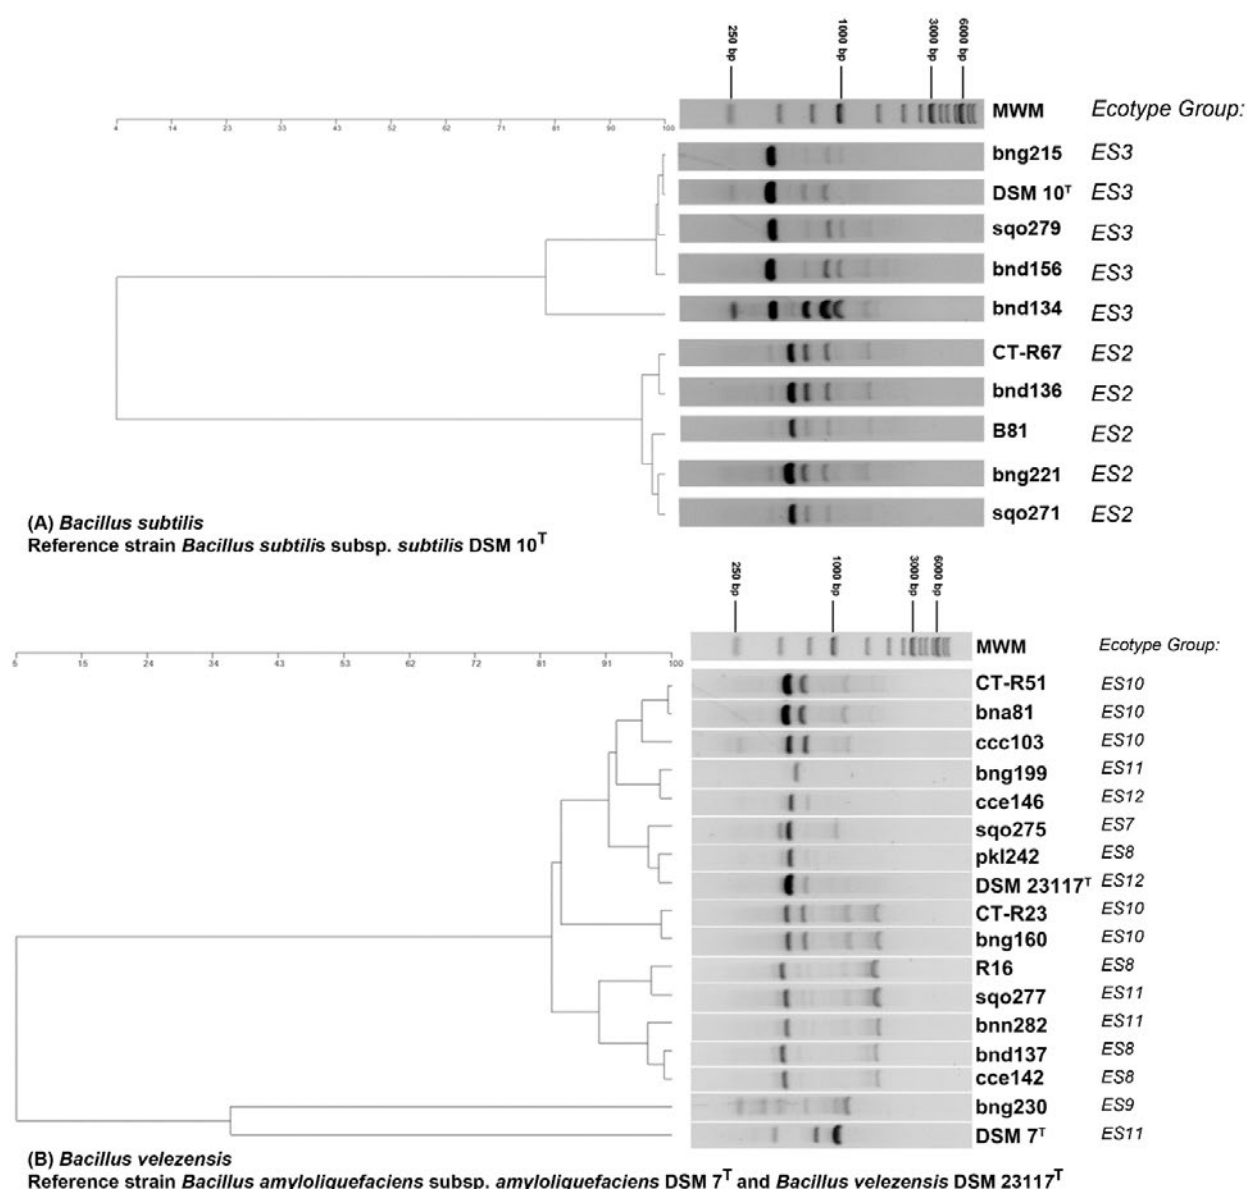 250 bp 1000 bp 3000 bp 6000 bp
4 14 23 33 43 52 62 71 81 90 100 MWM Ecotype Group:
bng215 ES3
DSM 10ᵀ ES3
sqo279 ES3
bnd156 ES3
bnd134 ES3
CT-R67 ES2
bnd136 ES2
B81 ES2
bng221 ES2
sqo271 ES2
(A) Bacillus subtilis
Reference strain Bacillus subtilis subsp. subtilis DSM 10ᵀ
250 bp 1000 bp 3000 bp 6000 bp
5 15 24 34 43 53 62 72 81 91 100 MWM Ecotype Group:
CT-R51 ES10
bna81 ES10
ccc103 ES10
bng199 ES11
cce146 ES12
sqo275 ES7
pkl242 ES8
DSM 23117ᵀ ES12
CT-R23 ES10
bng160 ES10
R16 ES8
sqo277 ES11
bnn282 ES11
bnd137 ES8
cce142 ES8
bng230 ES9
DSM 7ᵀ ES11
(B) Bacillus velezensis
Reference strain Bacillus amyloliquefaciens subsp. amyloliquefaciens DSM 7ᵀ and Bacillus velezensis DSM 23117ᵀ